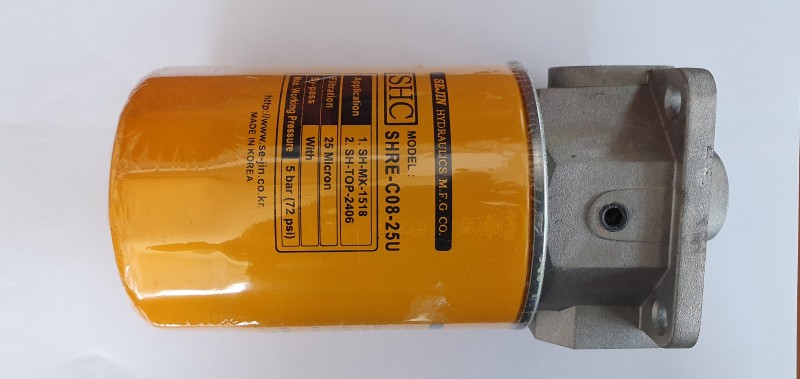 SEJIN HYDRAULICS M.F.G CO.
SHC
MODEL :
SHRE-C08-25U
Application 1. SH-MX-1518
2. SH-TOP-2406
Filtration 25 Micron
By-pass With
Max. Working Pressure 5 bar (72 psi)
http://www.se-jin.co.kr
MADE IN KOREA